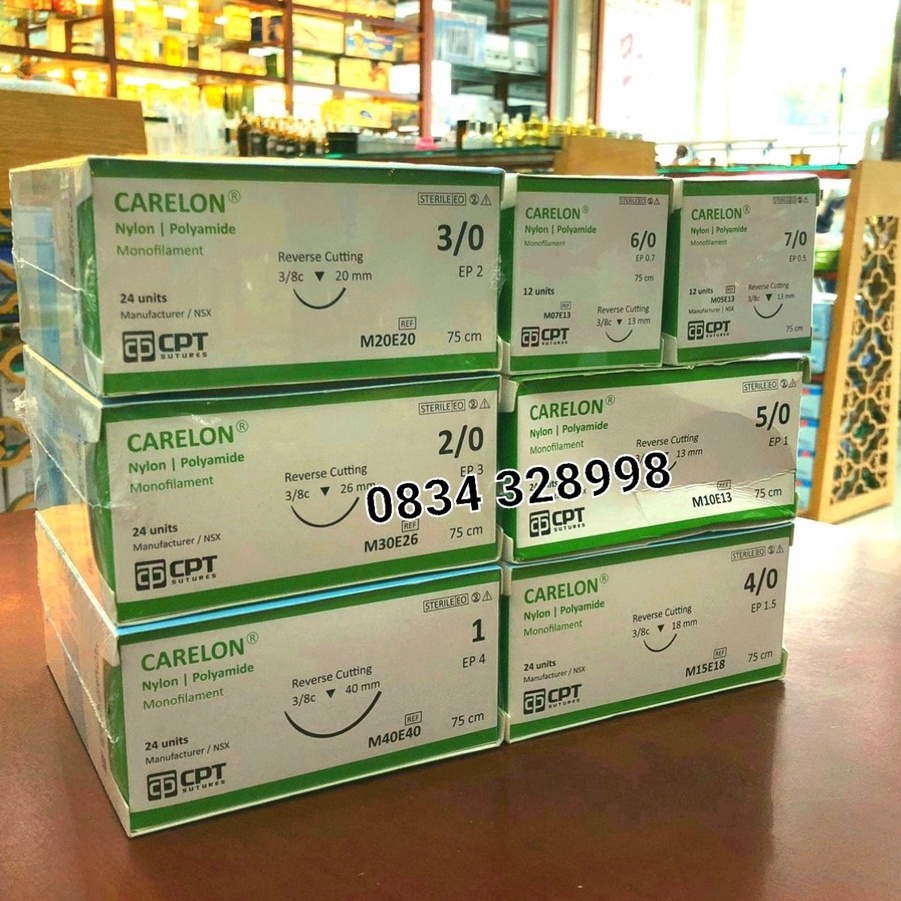 CARELON®
Nylon | Polyamide
Monofilament
STERILE EO
3/0
EP 2
Reverse Cutting
3/8c ▼ 20 mm
24 units
Manufacturer / NSX
CPT
SUTURES
REF
M20E20
75 cm
CARELON®
Nylon | Polyamide
Monofilament
STERILE EO
6/0
EP 0.7
75 cm
12 units
REF
M07E13
Reverse Cutting
3/8c ▼ 13 mm
CPT
SUTURES
CARELON®
Nylon | Polyamide
Monofilament
STERILE EO
7/0
EP 0.5
12 units
REF
M05E13
Manufacturer / NSX
Reverse Cutting
3/8c ▼ 13 mm
CPT
SUTURES
75 cm
CARELON®
Nylon | Polyamide
Monofilament
STERILE EO
2/0
EP 3
Reverse Cutting
3/8c ▼ 26 mm
24 units
Manufacturer / NSX
CPT
SUTURES
REF
M30E26
75 cm
CARELON®
Nylon | Polyamide
Monofilament
STERILE EO
5/0
EP 1
Reverse Cutting
13 mm
CPT
SUTURES
REF
M10E13
75 cm
0834 328998
CARELON®
Nylon | Polyamide
Monofilament
STERILE EO
1
EP 4
Reverse Cutting
3/8c ▼ 40 mm
24 units
Manufacturer / NSX
CPT
SUTURES
REF
M40E40
75 cm
CARELON®
Nylon | Polyamide
Monofilament
STERILE EO
4/0
EP 1.5
Reverse Cutting
3/8c ▼ 18 mm
24 units
Manufacturer / NSX
CPT
SUTURES
REF
M15E18
75 cm